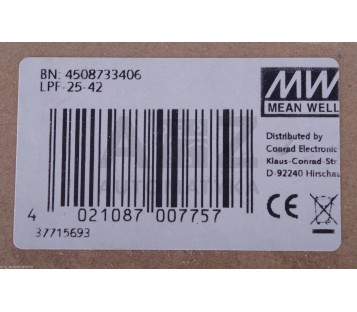 BN: 4508733406
LPF-25-42
MW
MEAN WELL
Distributed by
Conrad Electronic
Klaus-Conrad-Str.
D-92240 Hirschau
4 021087 007757
CE
37715693